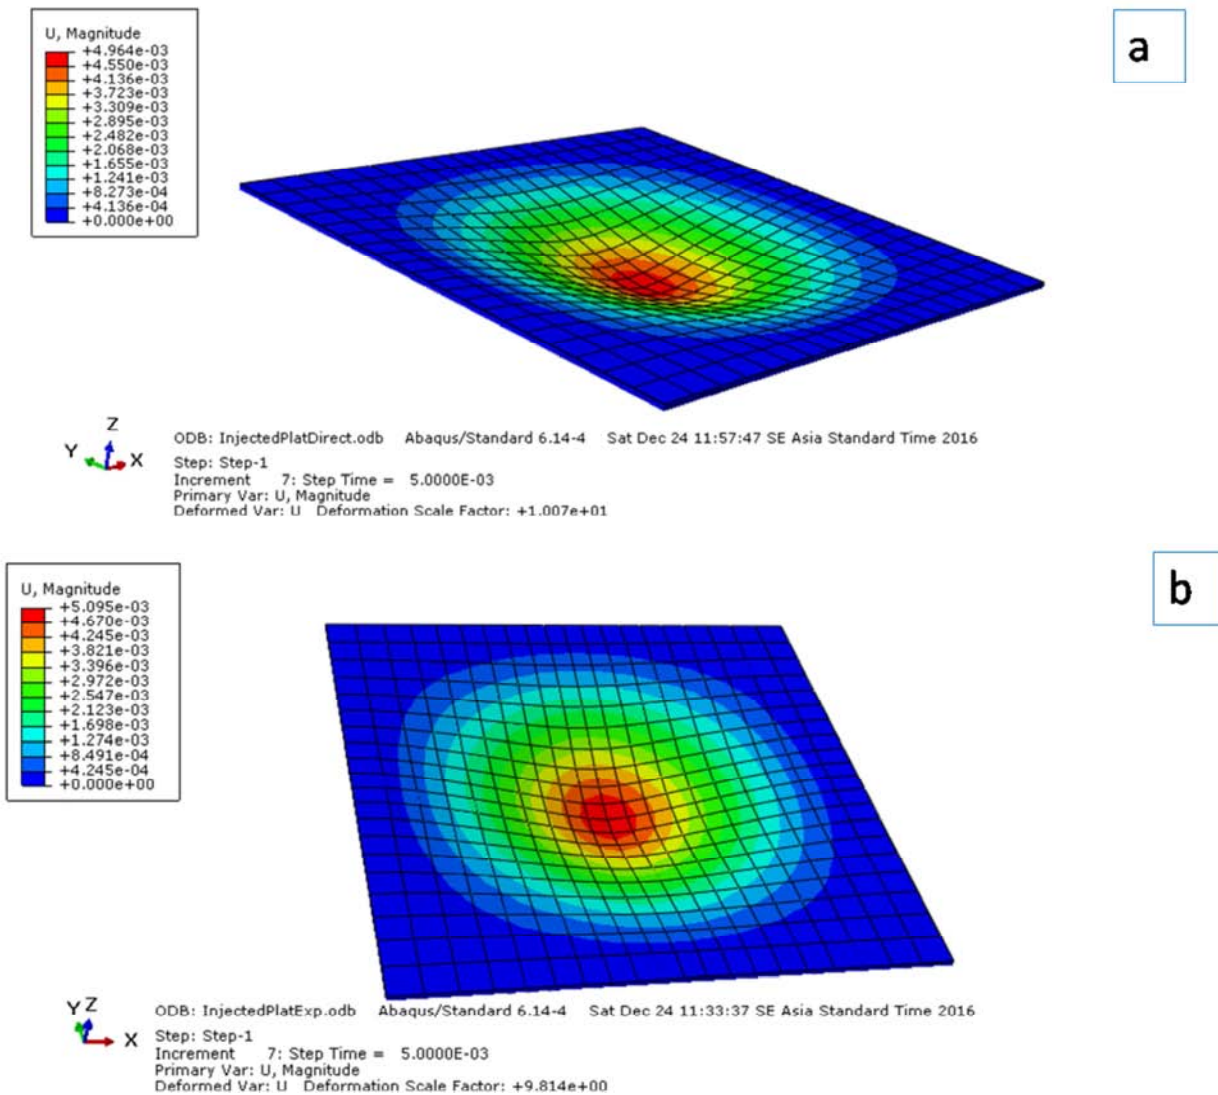 a
U, Magnitude
+4.964e-03
+4.550e-03
+4.136e-03
+3.723e-03
+3.309e-03
+2.895e-03
+2.482e-03
+2.068e-03
+1.655e-03
+1.241e-03
+8.273e-04
+4.136e-04
+0.000e+00
Z
Y
X
ODB: InjectedPlatDirect.odb Abaqus/Standard 6.14-4 Sat Dec 24 11:57:47 SE Asia Standard Time 2016
Step: Step-1
Increment 7: Step Time = 5.0000E-03
Primary Var: U, Magnitude
Deformed Var: U Deformation Scale Factor: +1.007e+01
b
U, Magnitude
+5.095e-03
+4.670e-03
+4.245e-03
+3.821e-03
+3.396e-03
+2.972e-03
+2.547e-03
+2.123e-03
+1.698e-03
+1.274e-03
+8.491e-04
+4.245e-04
+0.000e+00
Y Z
X
ODB: InjectedPlatExp.odb Abaqus/Standard 6.14-4 Sat Dec 24 11:33:37 SE Asia Standard Time 2016
Step: Step-1
Increment 7: Step Time = 5.0000E-03
Primary Var: U, Magnitude
Deformed Var: U Deformation Scale Factor: +9.814e+00